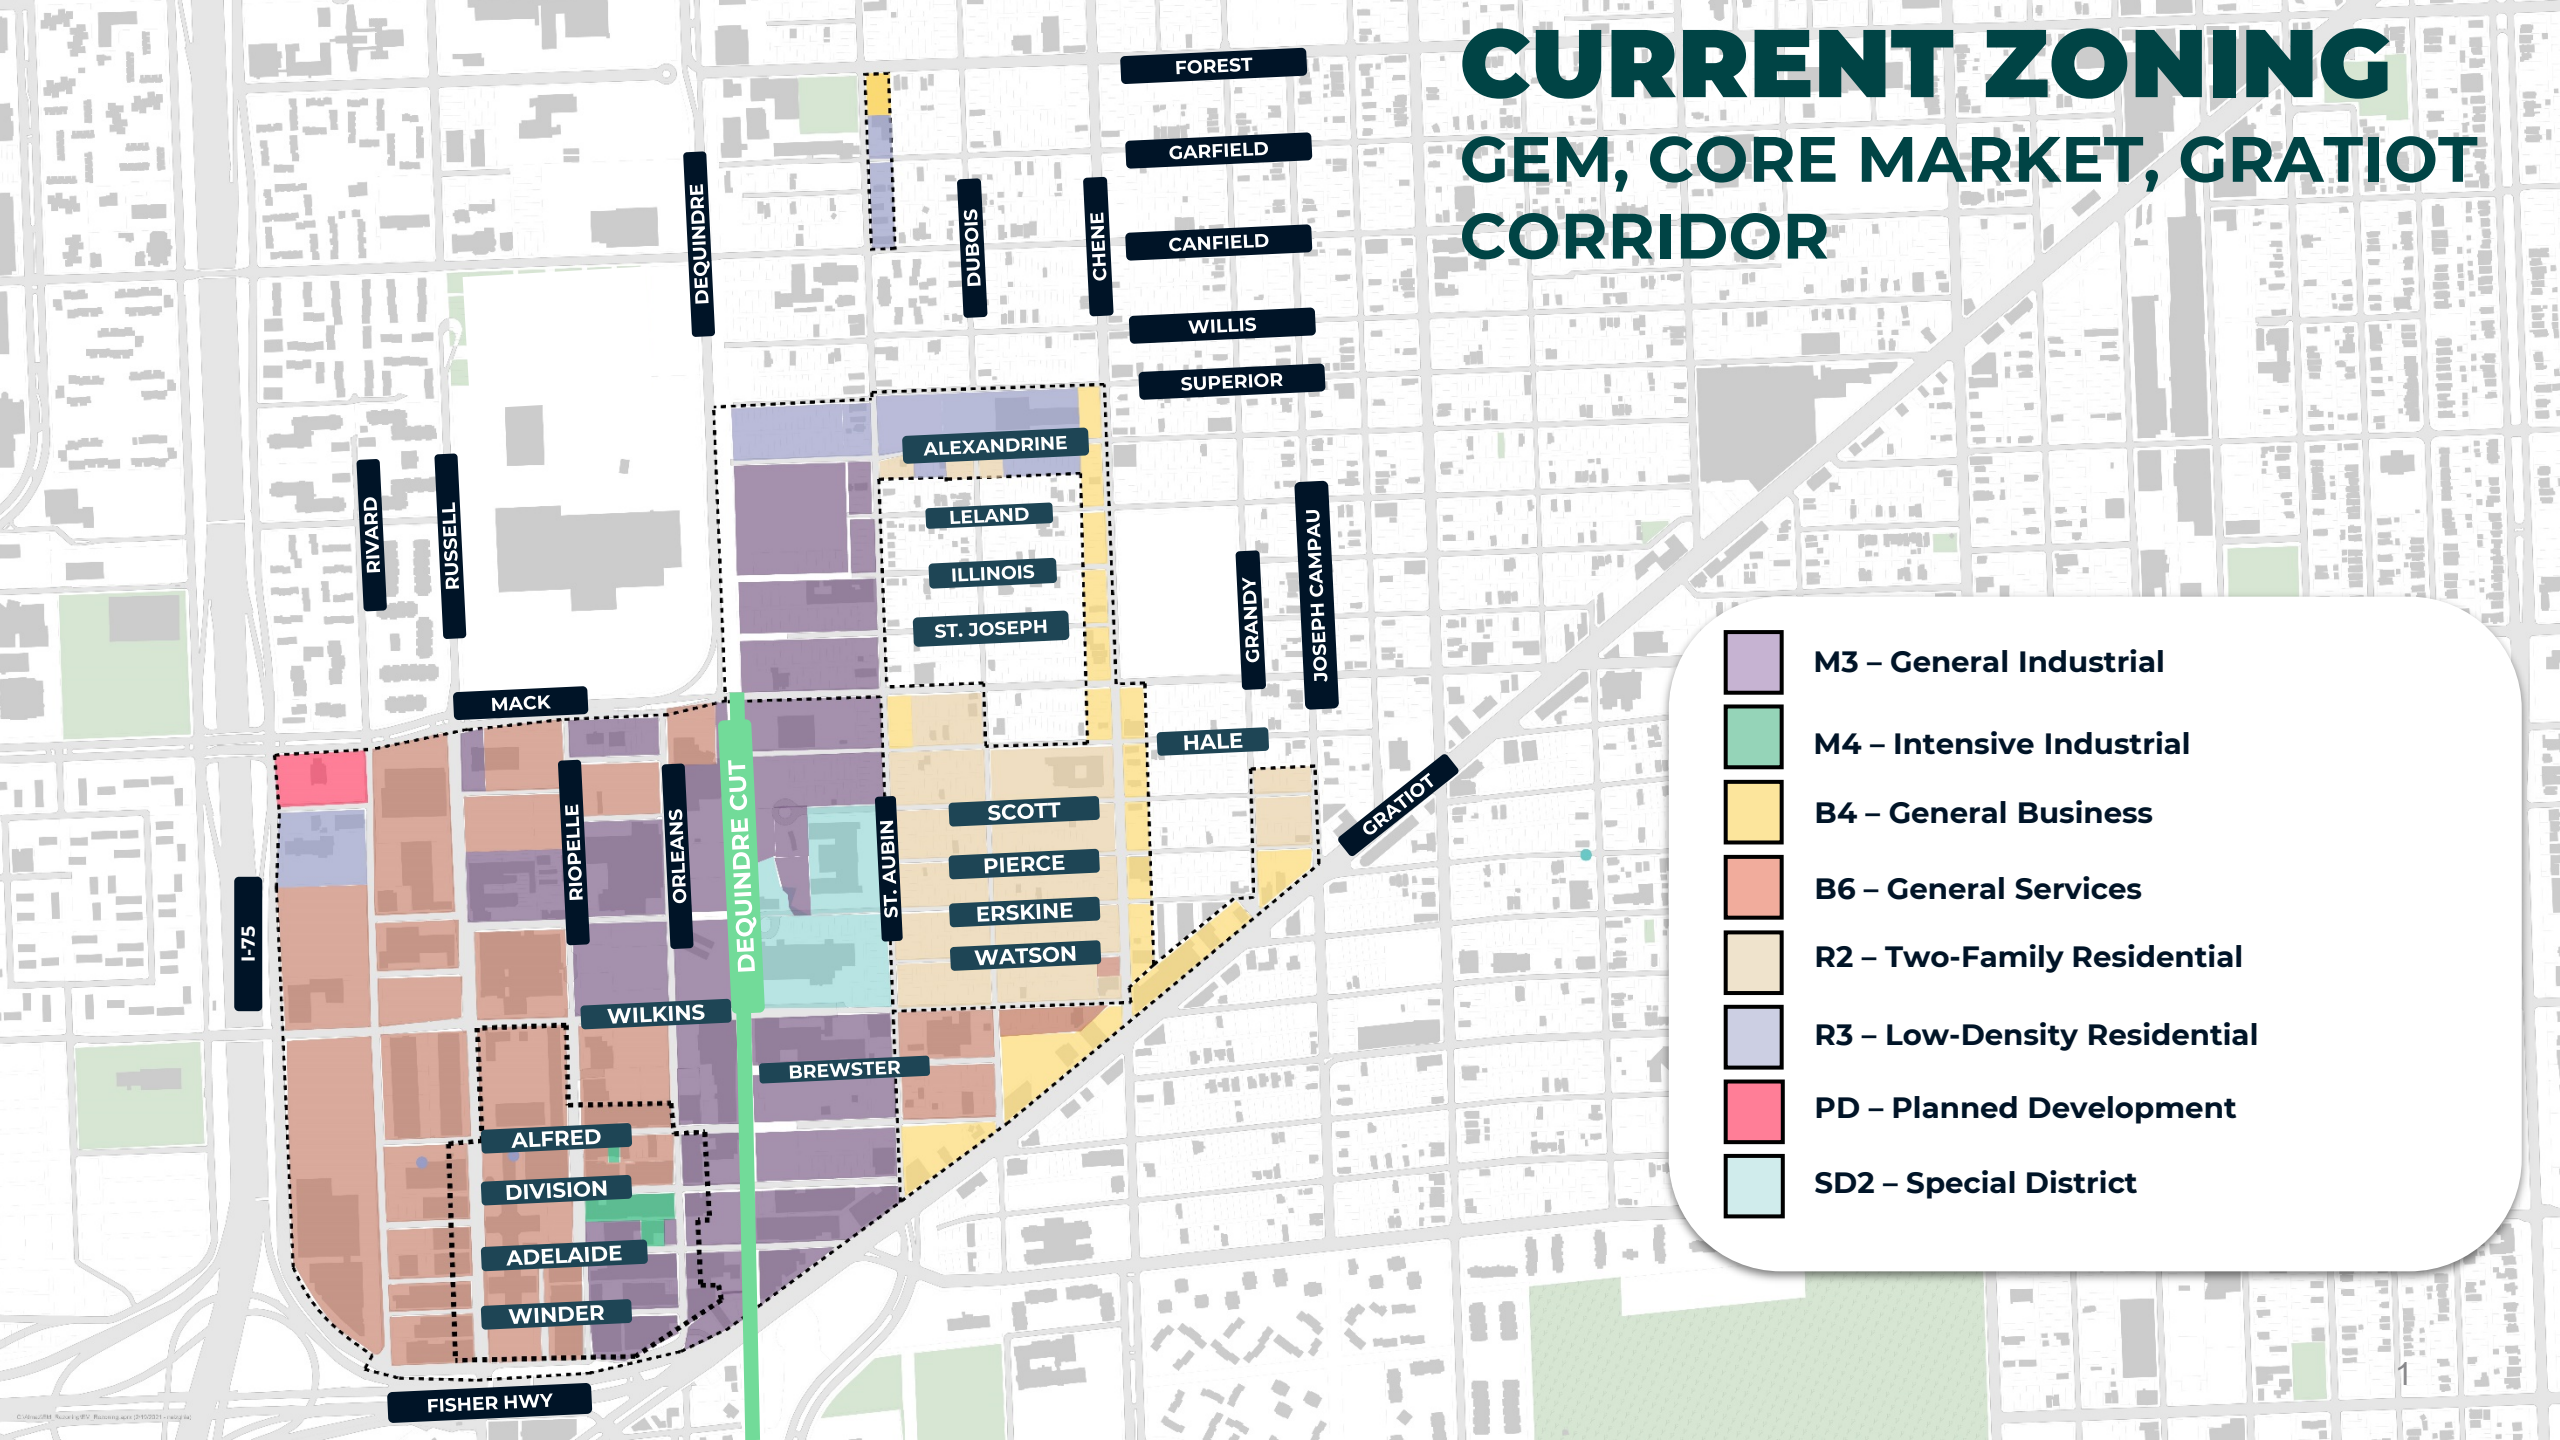 CURRENT ZONING
GEM, CORE MARKET, GRATIOT
CORRIDOR
FOREST
GARFIELD
CANFIELD
WILLIS
SUPERIOR
DEQUINDRE
DUBOIS
CHENE
ALEXANDRINE
LELAND
ILLINOIS
ST. JOSEPH
RIVARD
RUSSELL
GRANDY
JOSEPH CAMPAU
MACK
HALE
GRATIOT
RIOPELLE
ORLEANS
DEQUINDRE CUT
ST. AUBIN
SCOTT
PIERCE
ERSKINE
WATSON
I-75
WILKINS
BREWSTER
ALFRED
DIVISION
ADELAIDE
WINDER
FISHER HWY
M3 – General Industrial
M4 – Intensive Industrial
B4 – General Business
B6 – General Services
R2 – Two-Family Residential
R3 – Low-Density Residential
PD – Planned Development
SD2 – Special District
1